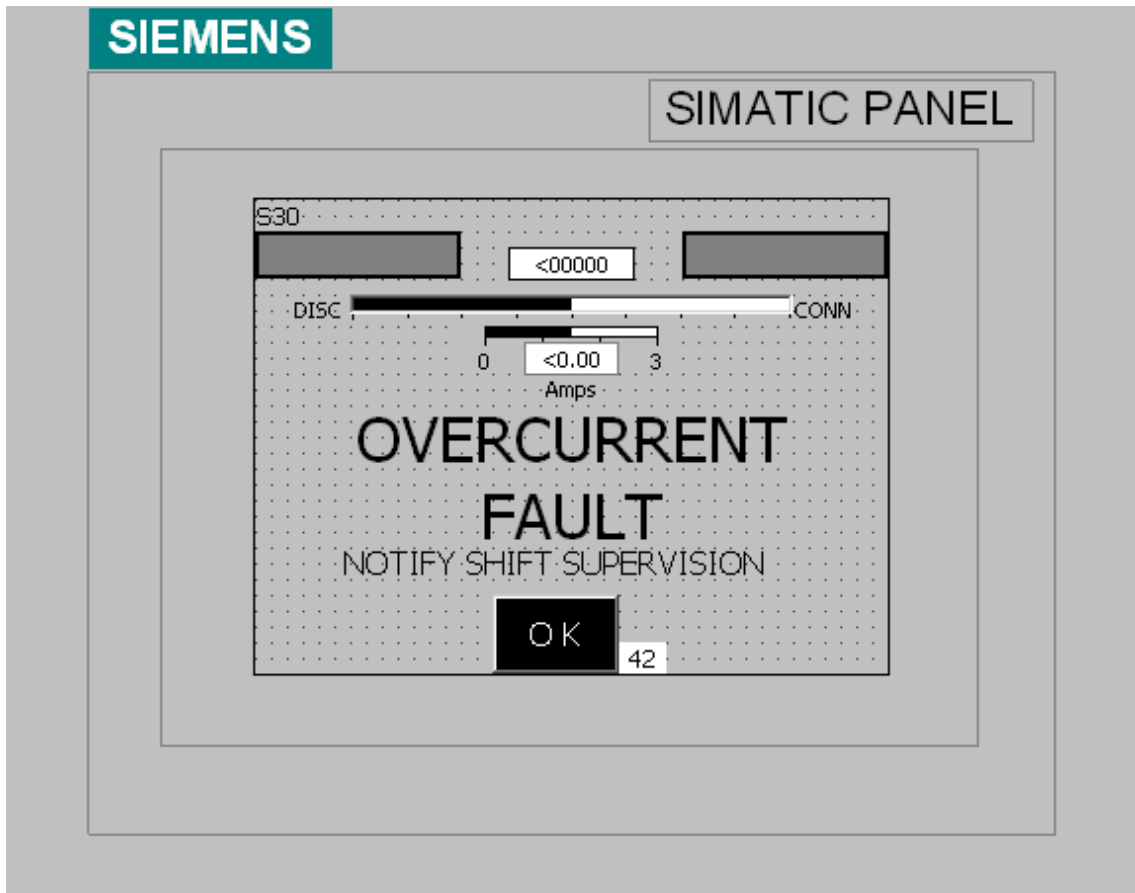 SIEMENS
SIMATIC PANEL
S30
<00000
DISC CONN
0 <0.00 3
Amps
OVERCURRENT
FAULT
NOTIFY SHIFT SUPERVISION
OK
42